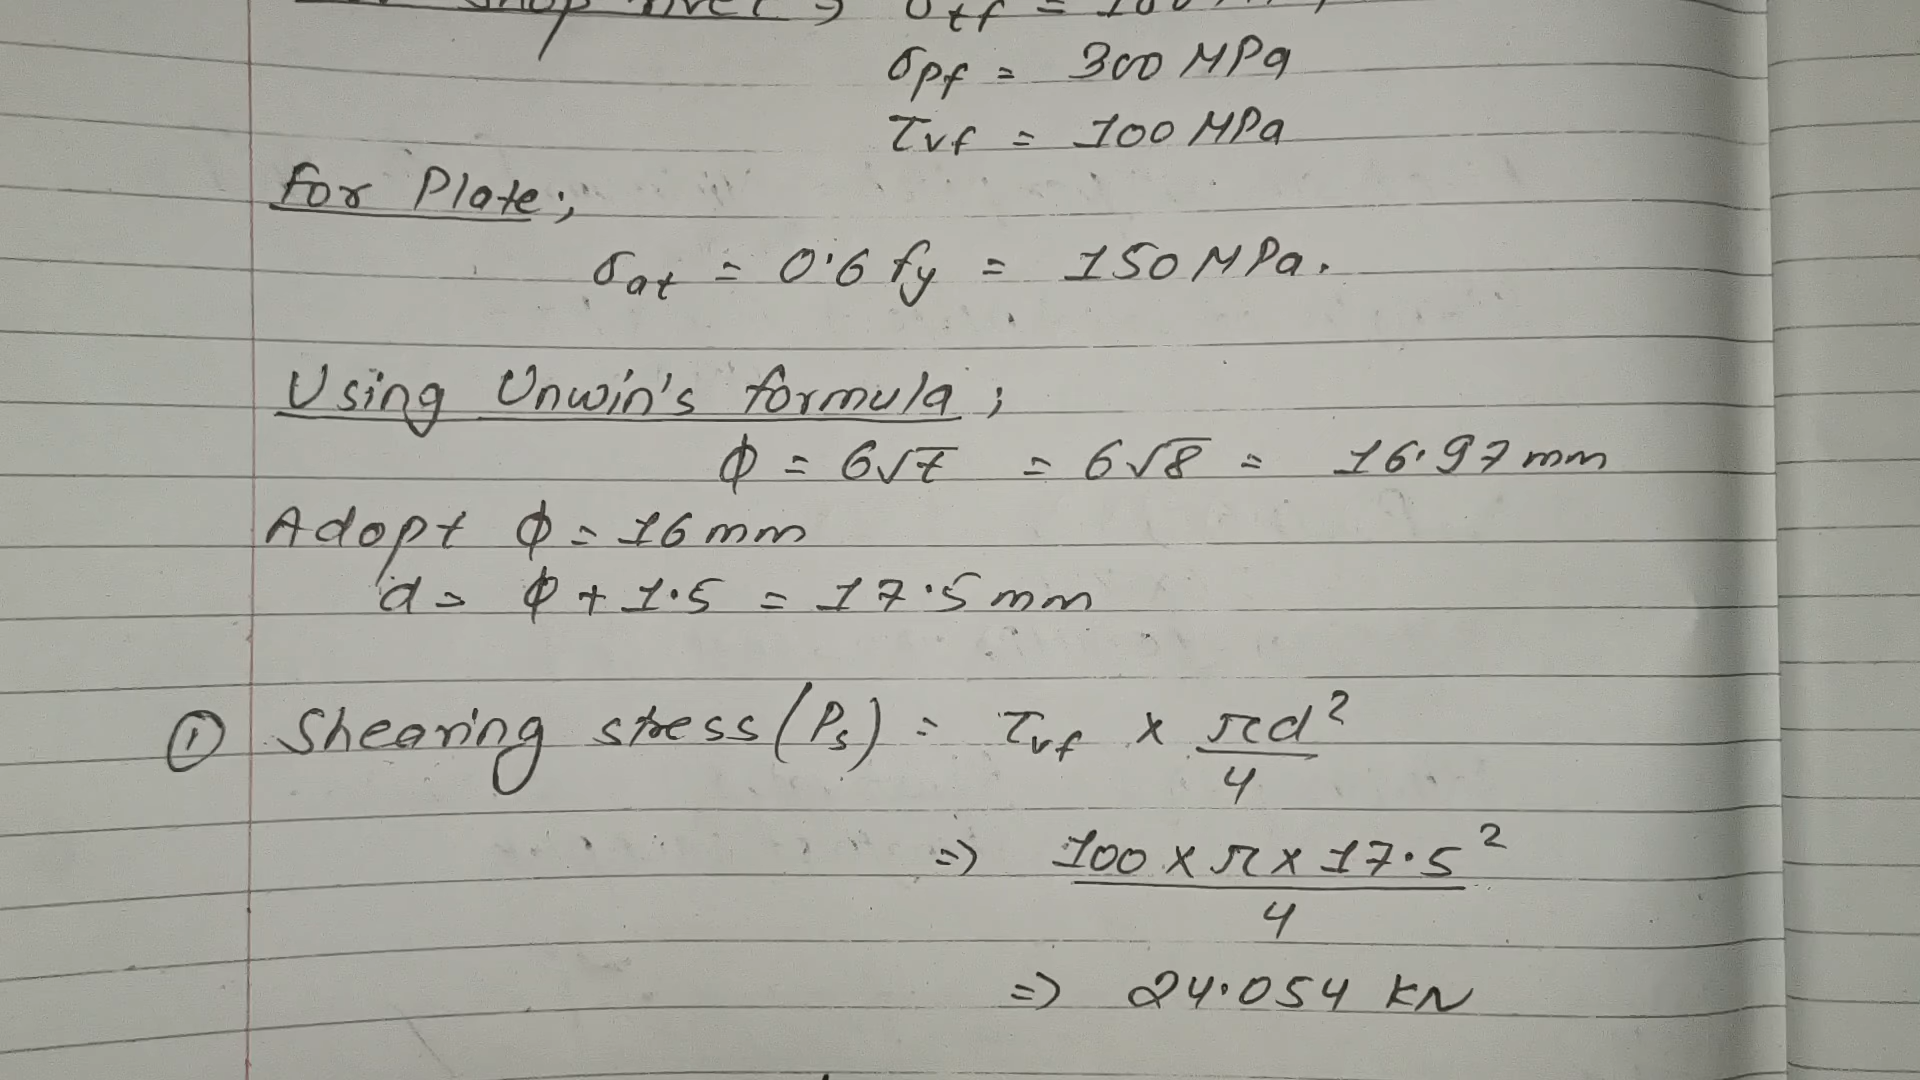 σtf = 100
σpf = 300 MPa
τvf = 100 MPa
For Plate;
σat = 0.6 fy = 150 MPa.
Using Unwin's formula;
ϕ = 6√t = 6√8 = 16.97 mm
Adopt ϕ = 16 mm
d = ϕ + 1.5 = 17.5 mm
① Shearing stress (Ps) = τvf × πd²/4
=> 100 × π × 17.5²/4
=> 24.054 KN